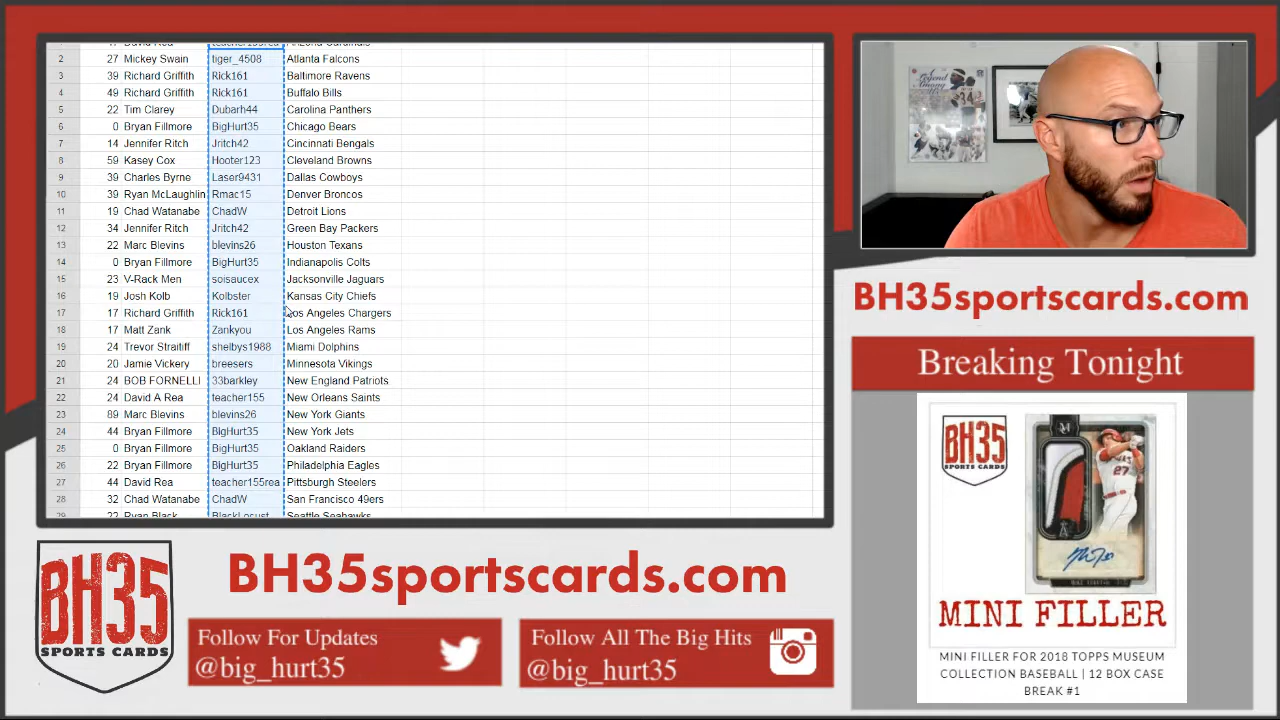 2 27 Mickey Swain tiger_4508 Atlanta Falcons
3 39 Richard Griffith Rick161 Baltimore Ravens
4 49 Richard Griffith Rick161 Buffalo Bills
5 22 Tim Clarey Dubarh44 Carolina Panthers
6 0 Bryan Fillmore BigHurt35 Chicago Bears
7 14 Jennifer Ritch Jritch42 Cincinnati Bengals
8 59 Kasey Cox Hooter123 Cleveland Browns
9 39 Charles Byrne Laser9431 Dallas Cowboys
10 39 Ryan McLaughlin Rmac15 Denver Broncos
11 19 Chad Watanabe ChadW Detroit Lions
12 34 Jennifer Ritch Jritch42 Green Bay Packers
13 22 Marc Blevins blevins26 Houston Texans
14 0 Bryan Fillmore BigHurt35 Indianapolis Colts
15 23 V-Rack Men soisaucex Jacksonville Jaguars
16 19 Josh Kolb Kolbster Kansas City Chiefs
17 17 Richard Griffith Rick161 Los Angeles Chargers
18 17 Matt Zank Zankyou Los Angeles Rams
19 24 Trevor Straitiff shelbys1988 Miami Dolphins
20 20 Jamie Vickery breesers Minnesota Vikings
21 24 BOB FORNELLI 33barkley New England Patriots
22 24 David A Rea teacher155 New Orleans Saints
23 89 Marc Blevins blevins26 New York Giants
24 44 Bryan Fillmore BigHurt35 New York Jets
25 0 Bryan Fillmore BigHurt35 Oakland Raiders
26 22 Bryan Fillmore BigHurt35 Philadelphia Eagles
27 44 David Rea teacher155rea Pittsburgh Steelers
28 32 Chad Watanabe ChadW San Francisco 49ers
29 22 Ryan Black BlackLocust Seattle Seahawks
BH35sportscards.com
Breaking Tonight
BH35
SPORTS CARDS
27
MINI FILLER
MINI FILLER FOR 2018 TOPPS MUSEUM
COLLECTION BASEBALL | 12 BOX CASE
BREAK #1
BH35
SPORTS CARDS
BH35sportscards.com
Follow For Updates
@big_hurt35
Follow All The Big Hits
@big_hurt35